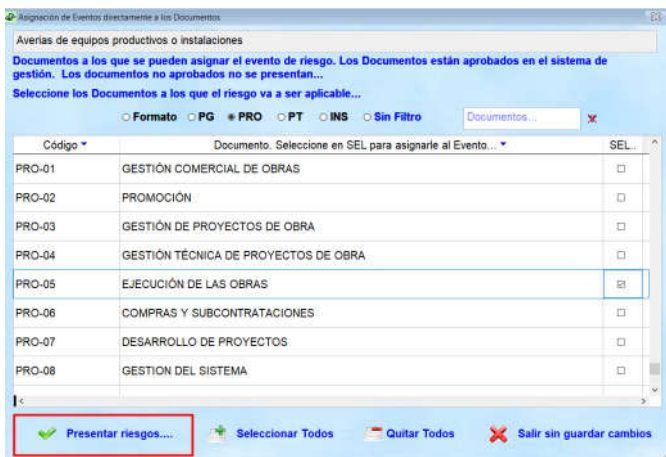 Asignación de Eventos directamente a los Documentos
Averías de equipos productivos o instalaciones
Documentos a los que se pueden asignar el evento de riesgo. Los Documentos están aprobados en el sistema de
gestión. Los documentos no aprobados no se presentan...
Seleccione los Documentos a los que el riesgo va a ser aplicable...
Formato PG PRO PT INS Sin Filtro Documentos...
Código Documento. Seleccione en SEL para asignarle al Evento... SEL..
PRO-01 GESTIÓN COMERCIAL DE OBRAS
PRO-02 PROMOCIÓN
PRO-03 GESTIÓN DE PROYECTOS DE OBRA
PRO-04 GESTIÓN TÉCNICA DE PROYECTOS DE OBRA
PRO-05 EJECUCIÓN DE LAS OBRAS
PRO-06 COMPRAS Y SUBCONTRATACIONES
PRO-07 DESARROLLO DE PROYECTOS
PRO-08 GESTION DEL SISTEMA
Presentar riesgos.... Seleccionar Todos Quitar Todos Salir sin guardar cambios